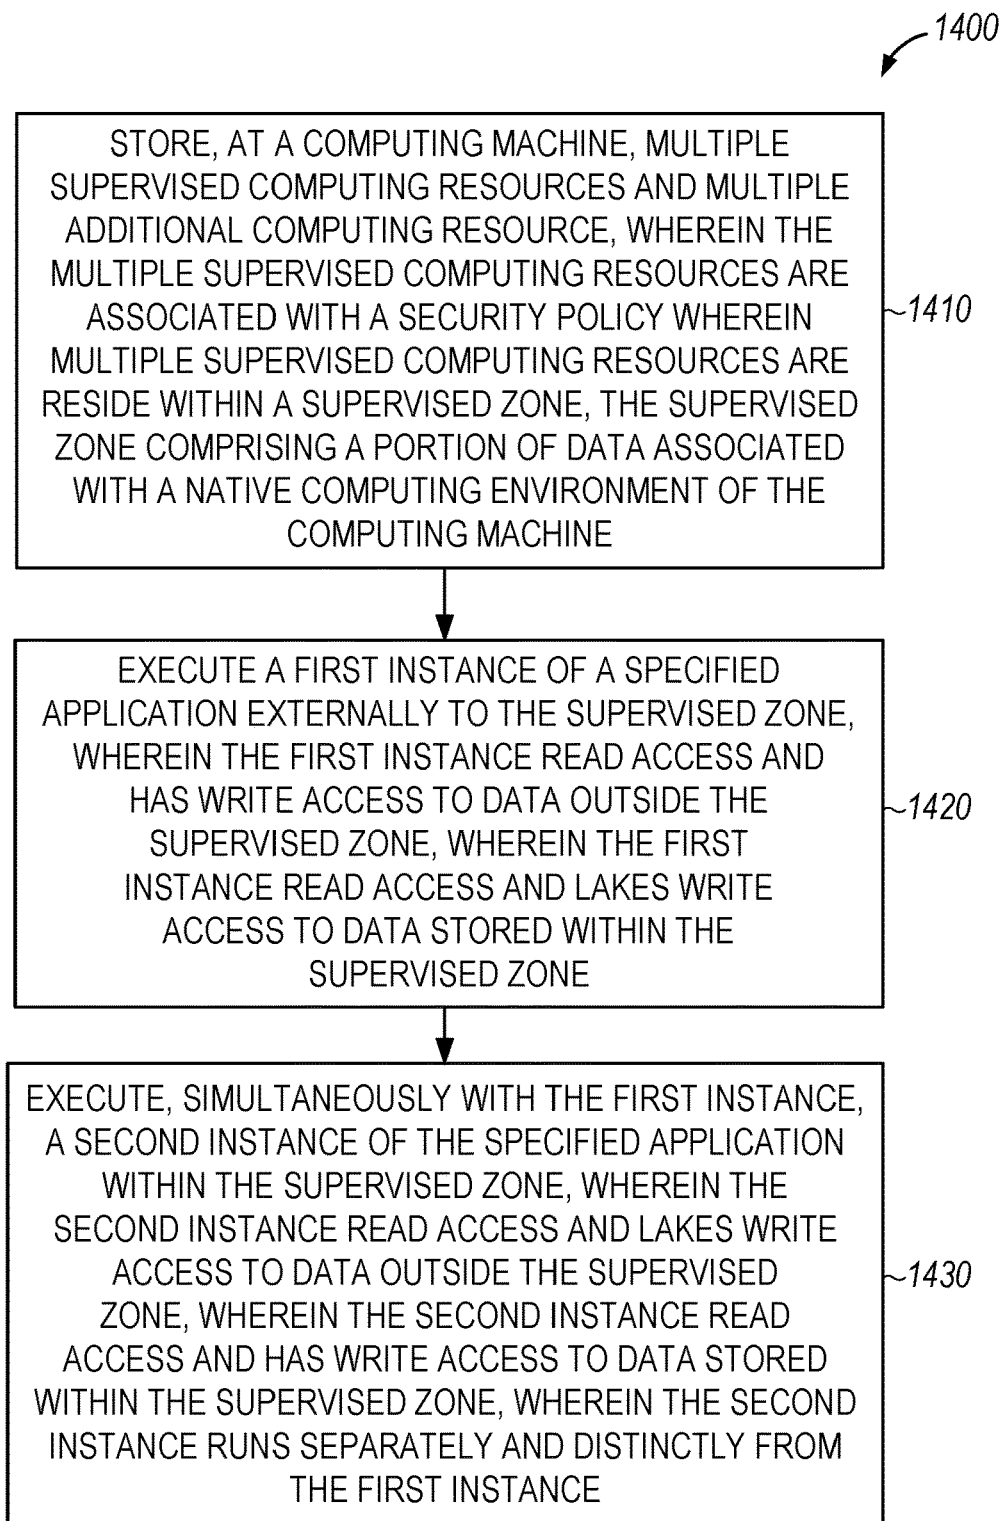 1400
STORE, AT A COMPUTING MACHINE, MULTIPLE
SUPERVISED COMPUTING RESOURCES AND MULTIPLE
ADDITIONAL COMPUTING RESOURCE, WHEREIN THE
MULTIPLE SUPERVISED COMPUTING RESOURCES ARE
ASSOCIATED WITH A SECURITY POLICY WHEREIN
MULTIPLE SUPERVISED COMPUTING RESOURCES ARE
RESIDE WITHIN A SUPERVISED ZONE, THE SUPERVISED
ZONE COMPRISING A PORTION OF DATA ASSOCIATED
WITH A NATIVE COMPUTING ENVIRONMENT OF THE
COMPUTING MACHINE
~1410
EXECUTE A FIRST INSTANCE OF A SPECIFIED
APPLICATION EXTERNALLY TO THE SUPERVISED ZONE,
WHEREIN THE FIRST INSTANCE READ ACCESS AND
HAS WRITE ACCESS TO DATA OUTSIDE THE
SUPERVISED ZONE, WHEREIN THE FIRST
INSTANCE READ ACCESS AND LAKES WRITE
ACCESS TO DATA STORED WITHIN THE
SUPERVISED ZONE
~1420
EXECUTE, SIMULTANEOUSLY WITH THE FIRST INSTANCE,
A SECOND INSTANCE OF THE SPECIFIED APPLICATION
WITHIN THE SUPERVISED ZONE, WHEREIN THE
SECOND INSTANCE READ ACCESS AND LAKES WRITE
ACCESS TO DATA OUTSIDE THE SUPERVISED
ZONE, WHEREIN THE SECOND INSTANCE READ
ACCESS AND HAS WRITE ACCESS TO DATA STORED
WITHIN THE SUPERVISED ZONE, WHEREIN THE SECOND
INSTANCE RUNS SEPARATELY AND DISTINCTLY FROM
THE FIRST INSTANCE
~1430